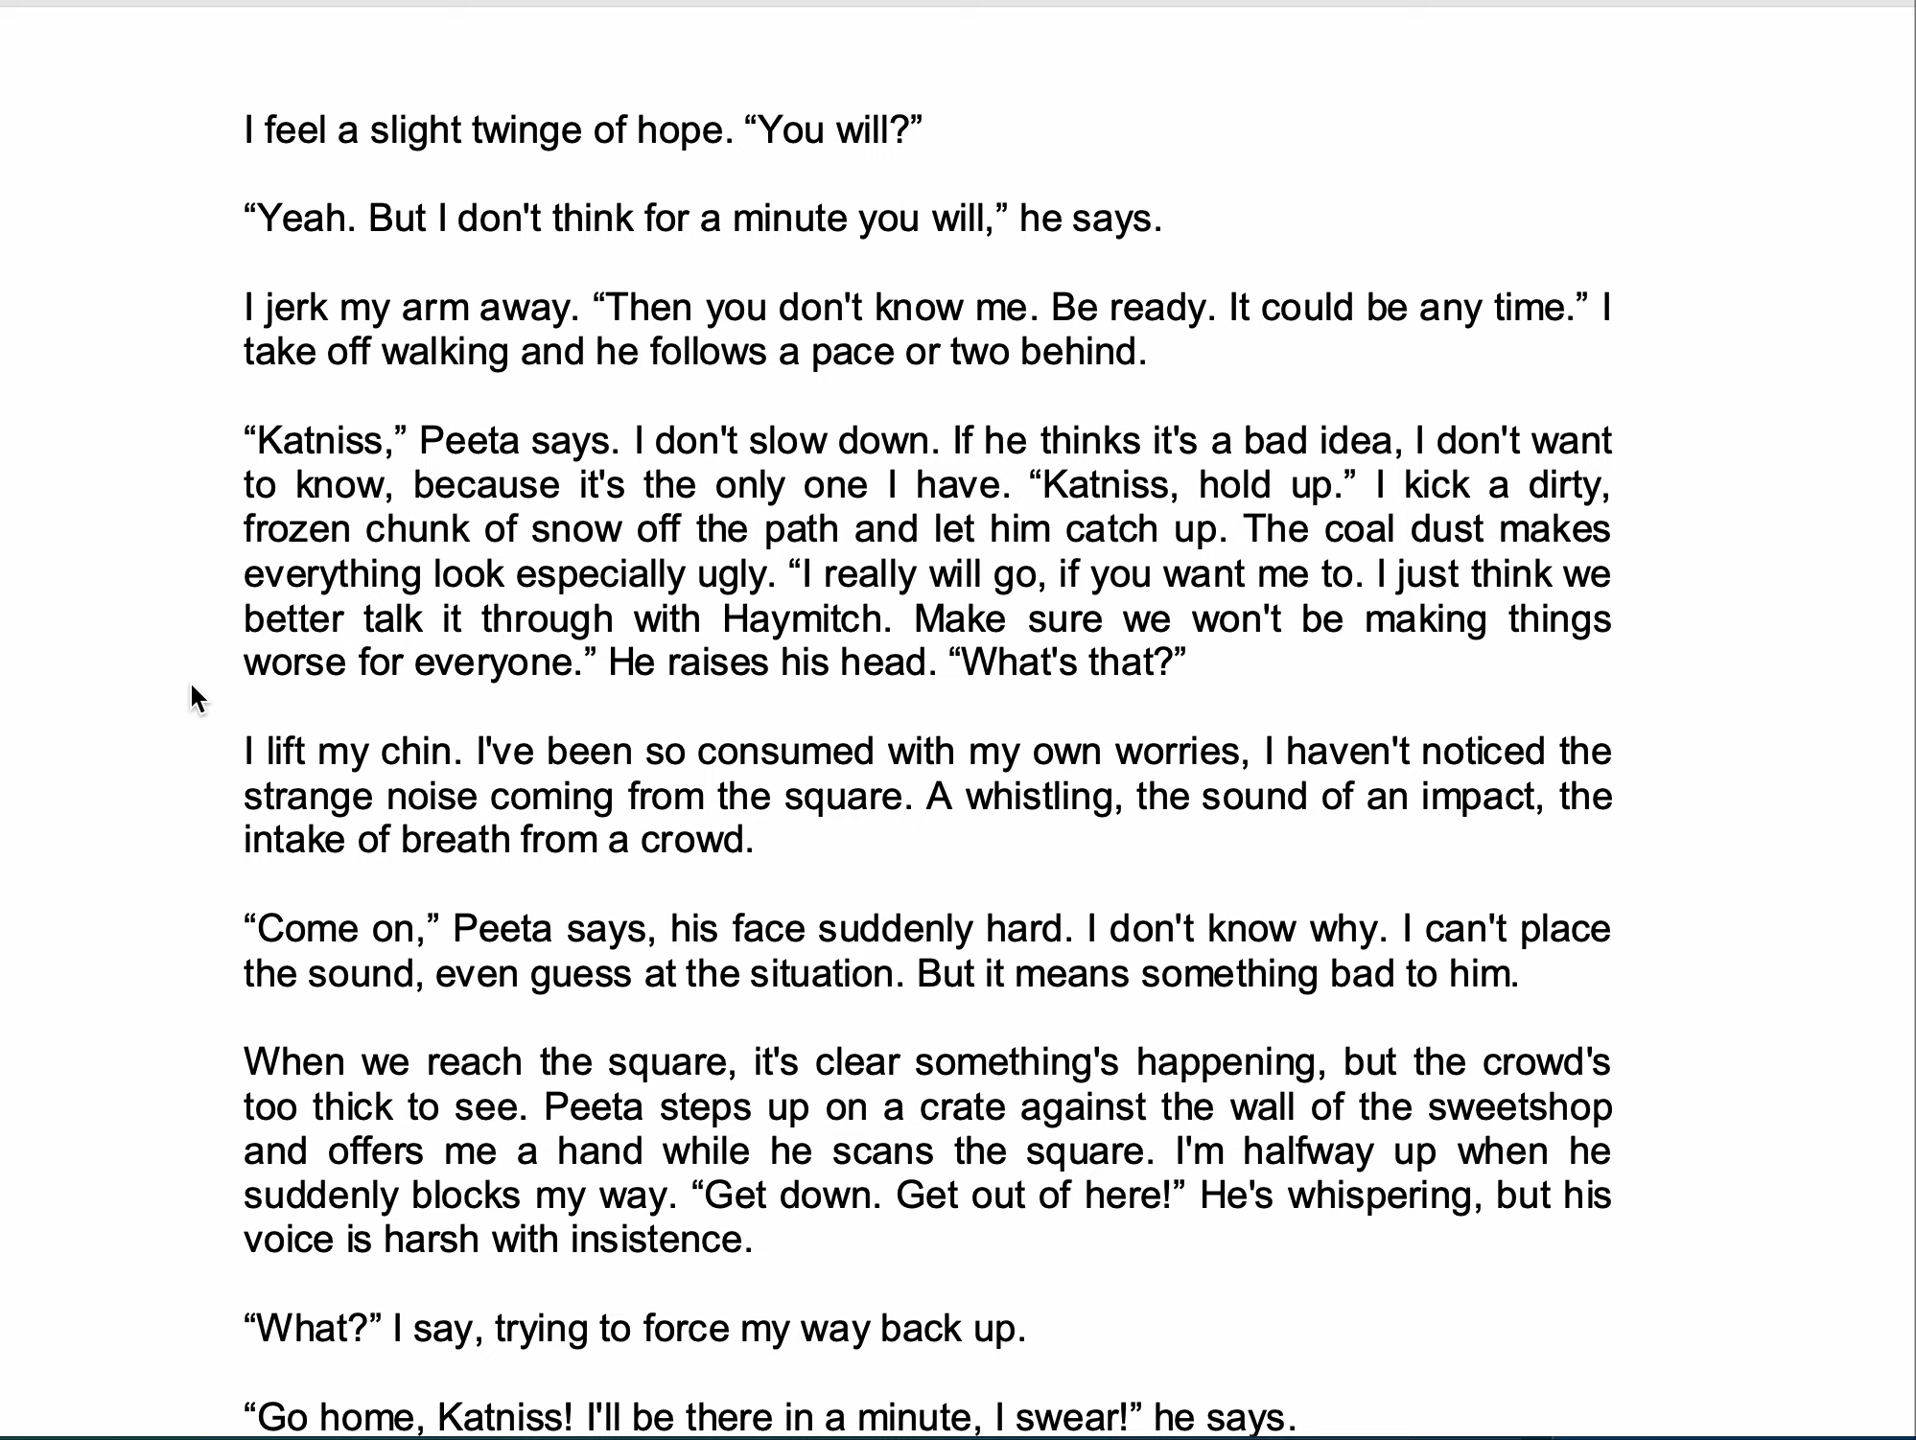 I feel a slight twinge of hope. “You will?”
“Yeah. But I don't think for a minute you will,” he says.
I jerk my arm away. “Then you don't know me. Be ready. It could be any time.” I
take off walking and he follows a pace or two behind.
“Katniss,” Peeta says. I don't slow down. If he thinks it's a bad idea, I don't want
to know, because it's the only one I have. “Katniss, hold up.” I kick a dirty,
frozen chunk of snow off the path and let him catch up. The coal dust makes
everything look especially ugly. “I really will go, if you want me to. I just think we
better talk it through with Haymitch. Make sure we won't be making things
worse for everyone.” He raises his head. “What's that?”
I lift my chin. I've been so consumed with my own worries, I haven't noticed the
strange noise coming from the square. A whistling, the sound of an impact, the
intake of breath from a crowd.
“Come on,” Peeta says, his face suddenly hard. I don't know why. I can't place
the sound, even guess at the situation. But it means something bad to him.
When we reach the square, it's clear something's happening, but the crowd's
too thick to see. Peeta steps up on a crate against the wall of the sweetshop
and offers me a hand while he scans the square. I'm halfway up when he
suddenly blocks my way. “Get down. Get out of here!” He's whispering, but his
voice is harsh with insistence.
“What?” I say, trying to force my way back up.
“Go home, Katniss! I'll be there in a minute, I swear!” he says.